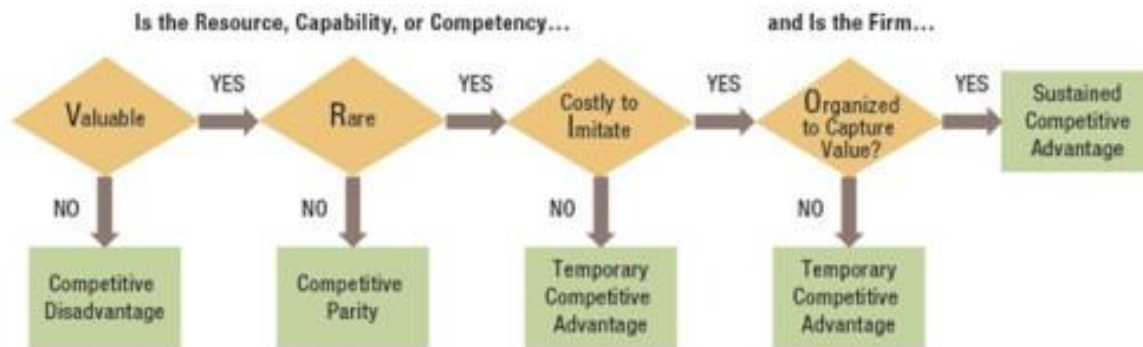 Is the Resource, Capability, or Competency...
and Is the Firm...
Valuable
YES
Rare
YES
Costly to
Imitate
YES
Organized
to Capture
Value?
YES
Sustained
Competitive
Advantage
NO
NO
NO
NO
Competitive
Disadvantage
Competitive
Parity
Temporary
Competitive
Advantage
Temporary
Competitive
Advantage